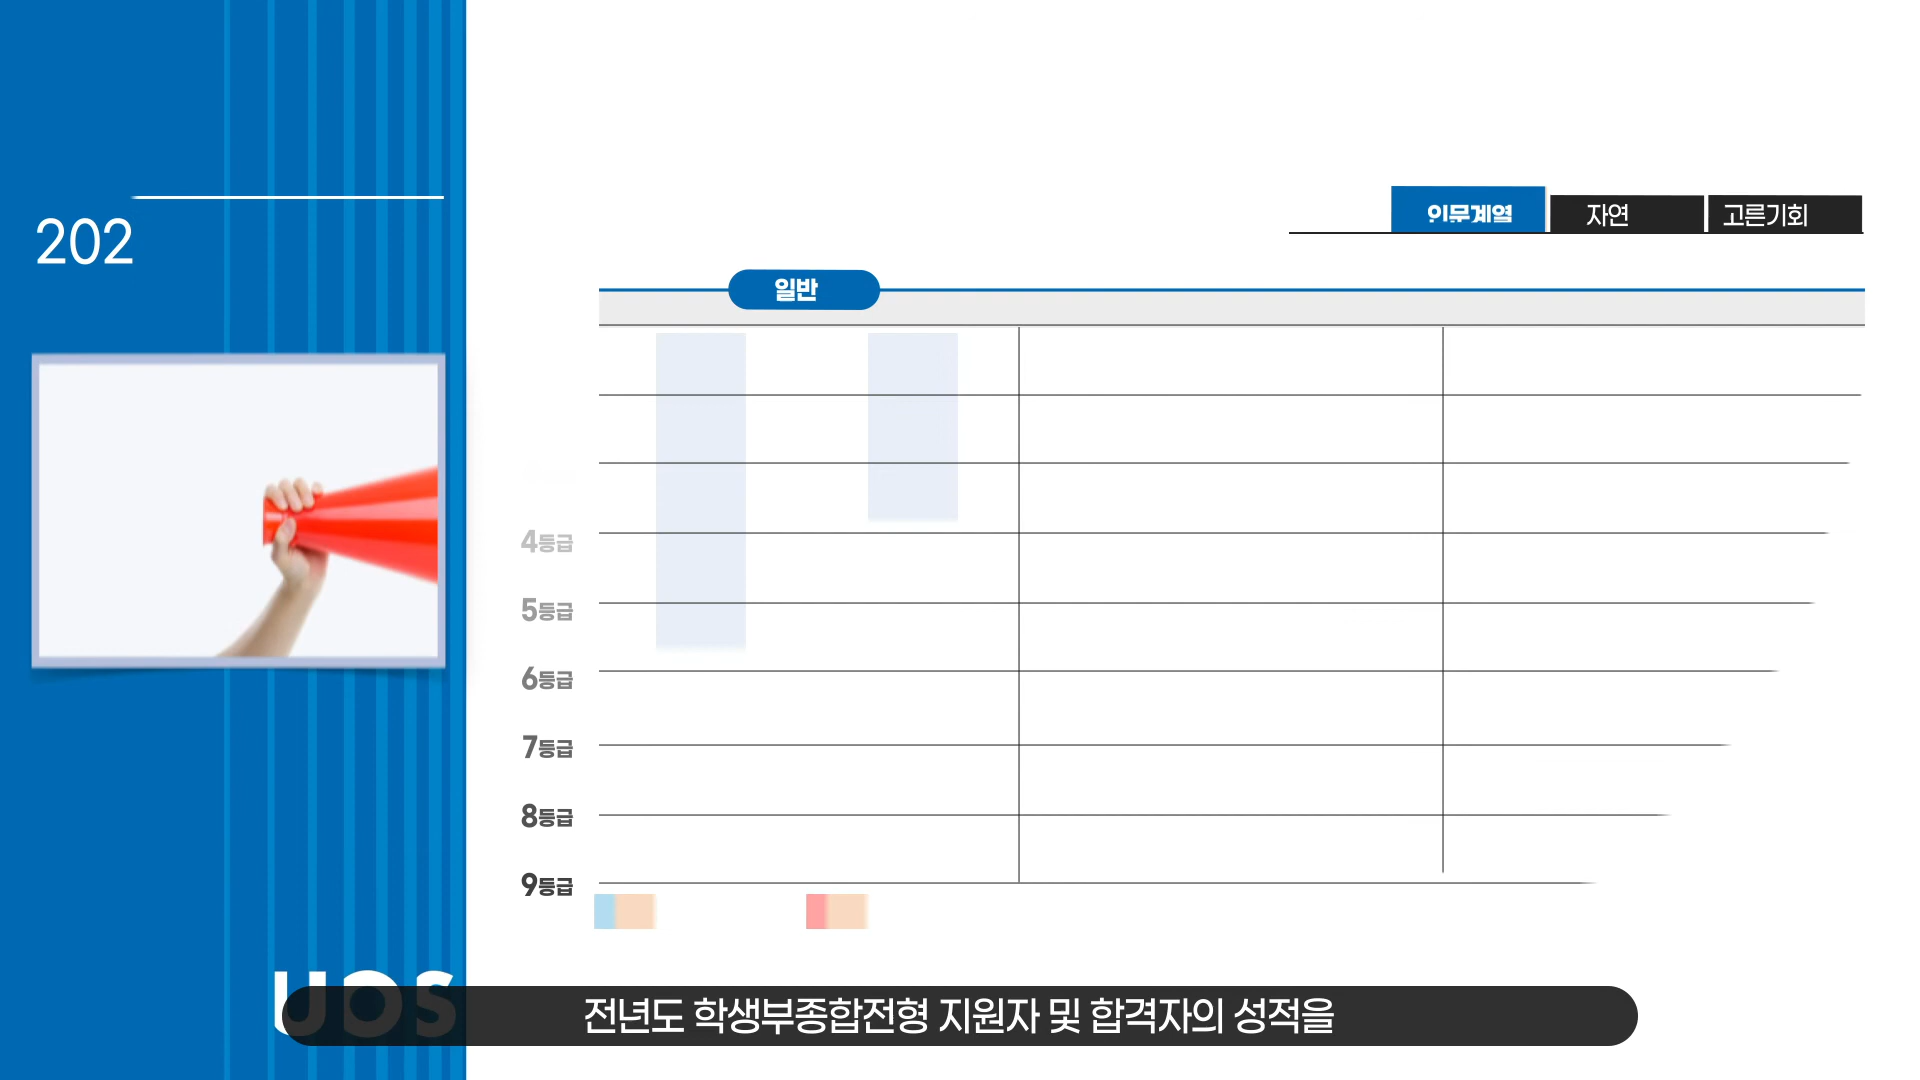 202
인문계열
자연
고른기회
일반
4등급
5등급
6등급
7등급
8등급
9등급
UOS
전년도 학생부종합전형 지원자 및 합격자의 성적을